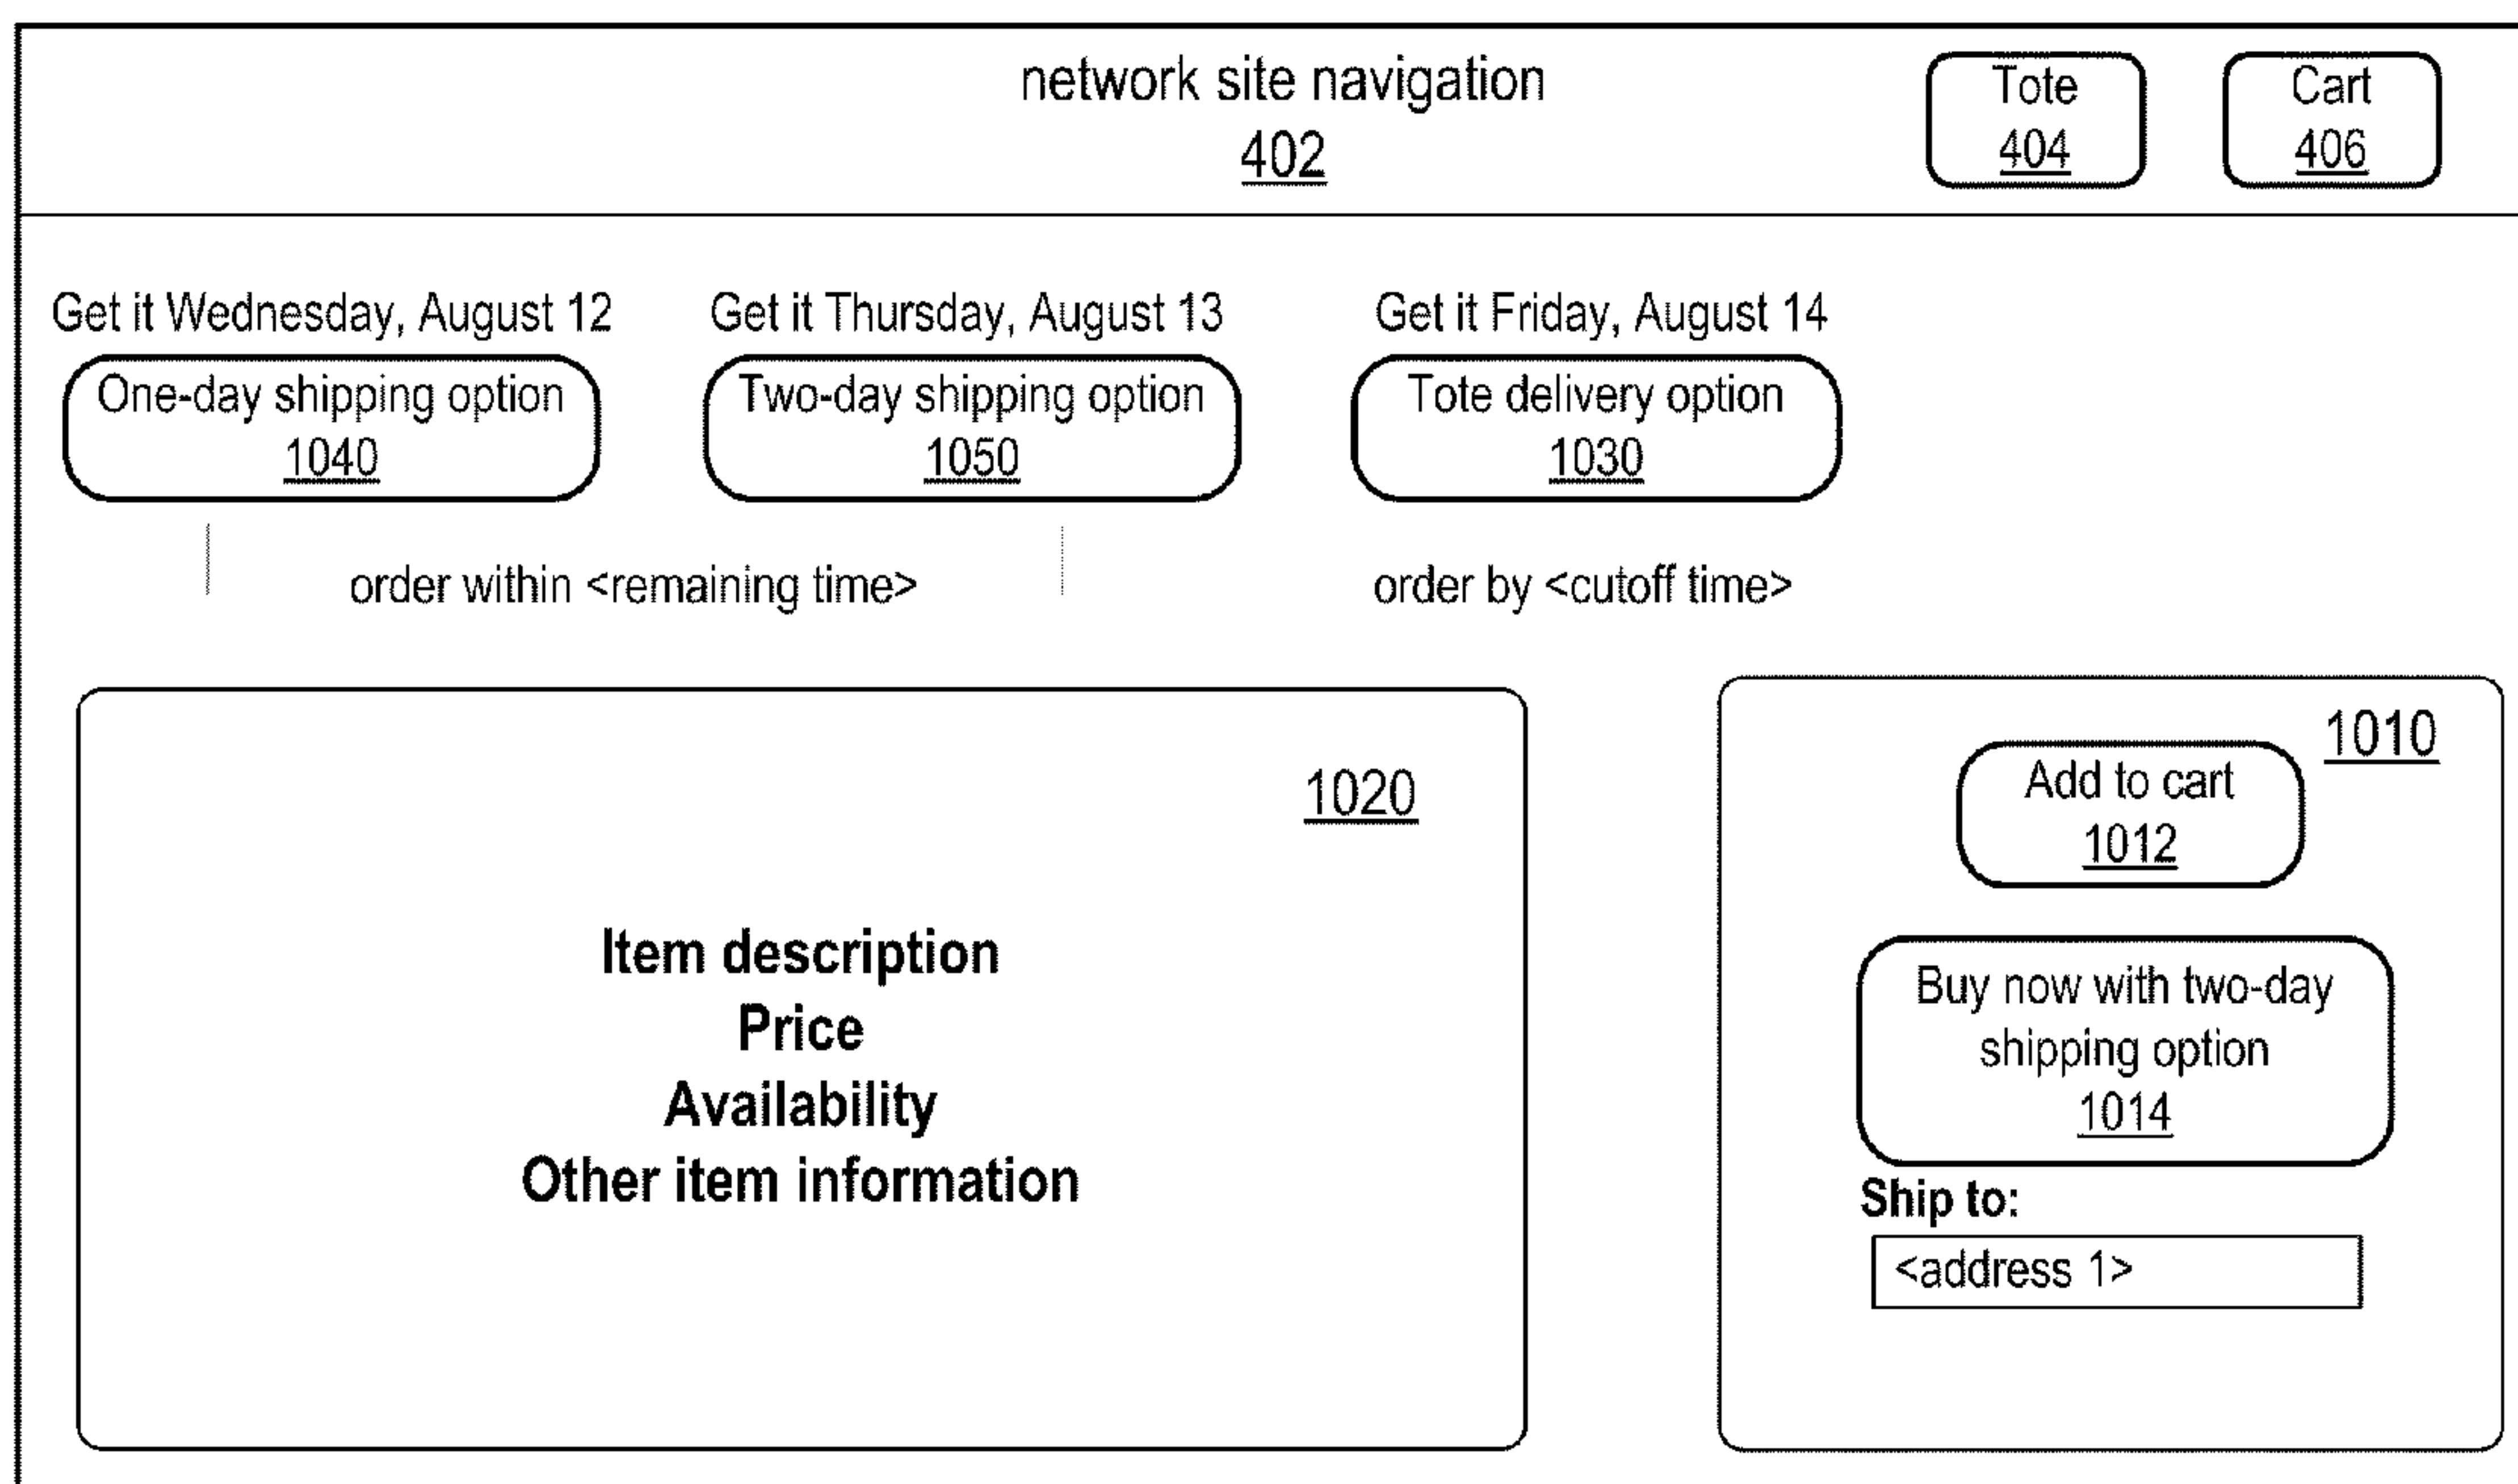 network site navigation
402
Tote
404
Cart
406
Get it Wednesday, August 12
One-day shipping option
1040
Get it Thursday, August 13
Two-day shipping option
1050
Get it Friday, August 14
Tote delivery option
1030
order within <remaining time>
order by <cutoff time>
1020
Item description
Price
Availability
Other item information
1010
Add to cart
1012
Buy now with two-day
shipping option
1014
Ship to:
<address 1>